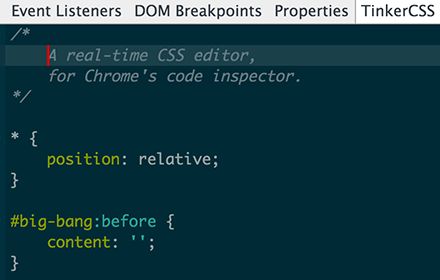 Event Listeners DOM Breakpoints Properties TinkerCSS
/*
    A real-time CSS editor,
    for Chrome's code inspector.
*/

* {
    position: relative;
}

#big-bang:before {
    content: '';
}